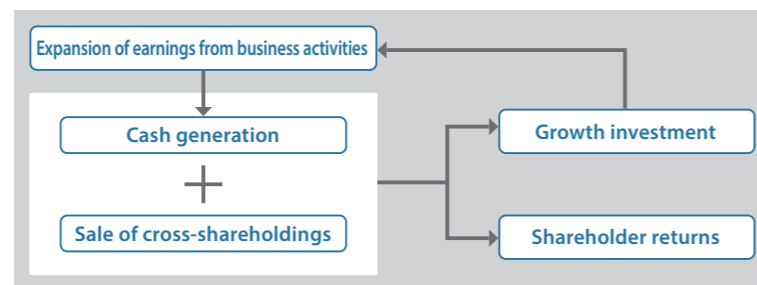 Expansion of earnings from business activities
Cash generation
Growth investment
Sale of cross-shareholdings
Shareholder returns